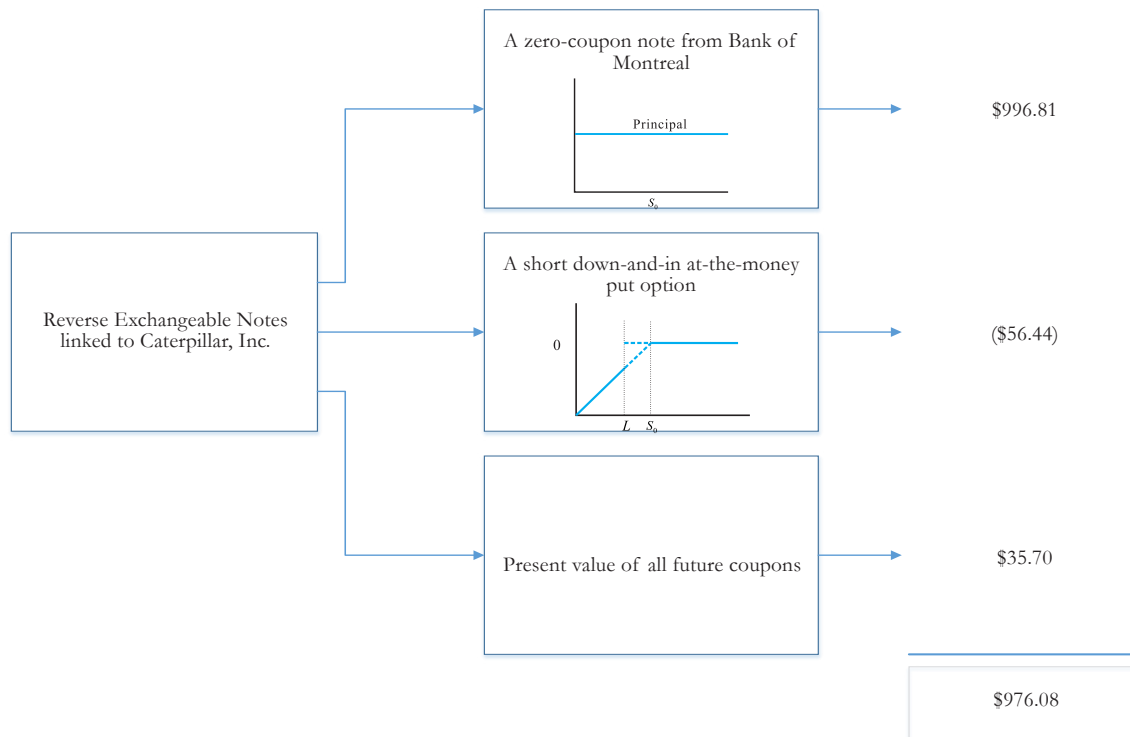 A zero-coupon note from Bank of
Montreal
Principal
S₀
$996.81
Reverse Exchangeable Notes
linked to Caterpillar, Inc.
A short down-and-in at-the-money
put option
0
L S₀
($56.44)
Present value of all future coupons
$35.70
$976.08